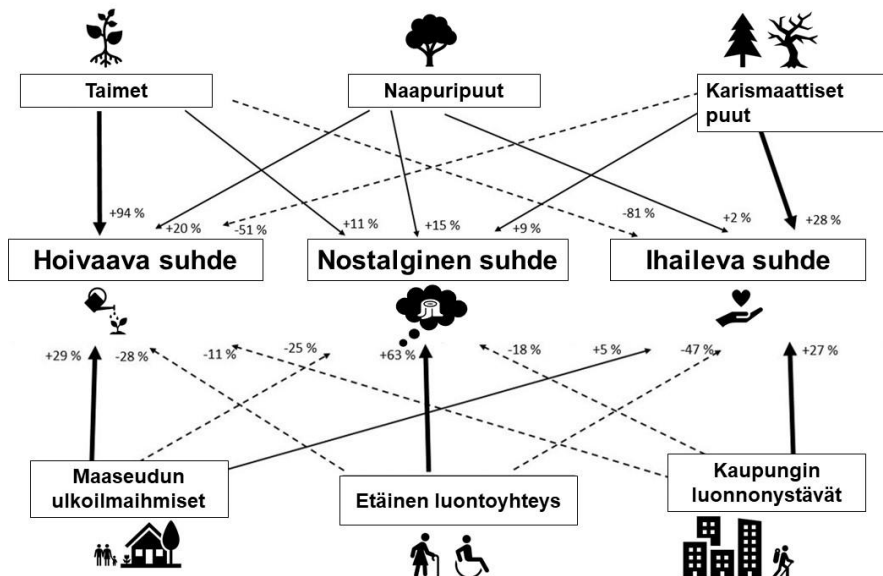 Taimet
Naapuripuut
Karismaattiset
puut
+94 %
+20 %
-51 %
+11 %
+15 %
+9 %
-81 %
+2 %
+28 %
Hoivaava suhde
Nostalginen suhde
Ihaileva suhde
+29 %
-28 %
-11 %
-25 %
+63 %
-18 %
+5 %
-47 %
+27 %
Maaseudun
ulkoilmaihmiset
Etäinen luontoyhteys
Kaupungin
luonnonystävät